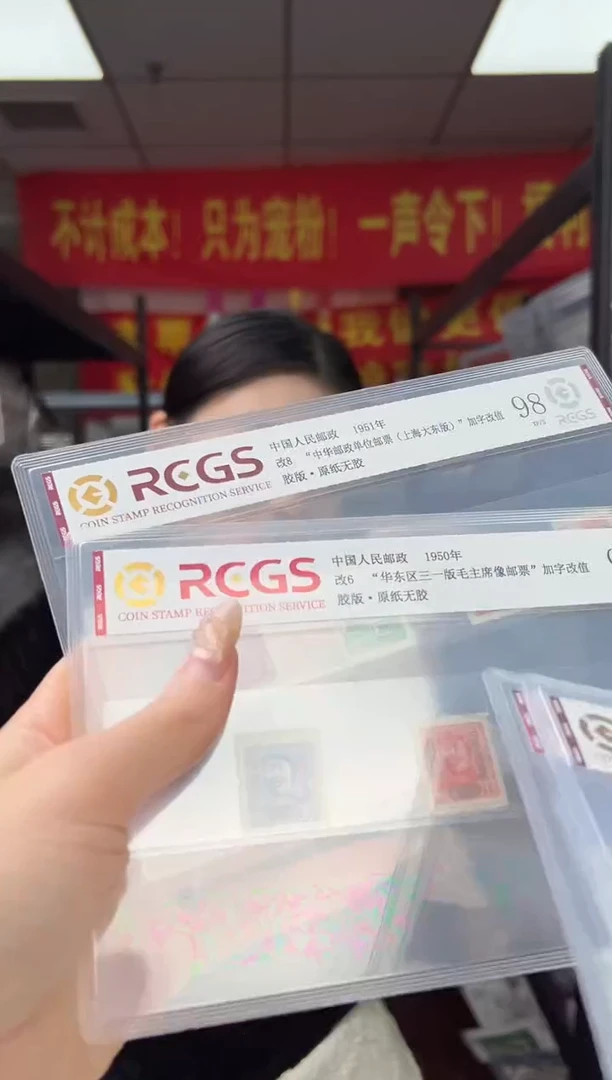 不计成本！只为宠粉！一声令下！
RCGS
COIN STAMP RECOGNITION SERVICE
中国人民邮政 1951年
改8 “中华邮政单位邮票（上海大东版）”加字改值
胶版·原纸无胶
98
RCGS
RCGS
COIN STAMP RECOGNITION SERVICE
中国人民邮政 1950年
改6 “华东区三一版毛主席像邮票”加字改值
胶版·原纸无胶